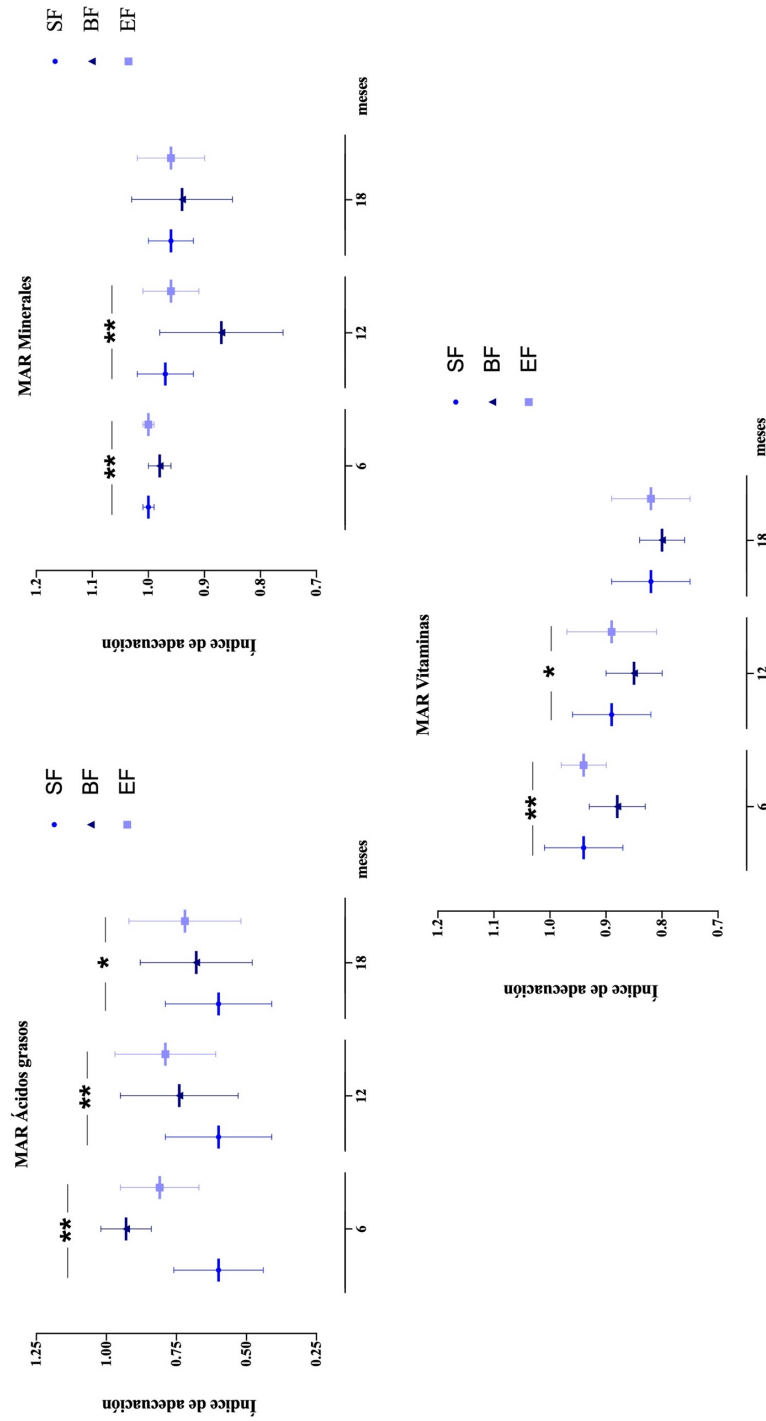 MAR Ácidos grasos
Índice de adecuación
1.25
1.00
0.75
0.50
0.25
**
**
*
6
12
18
meses
SF
BF
EF
MAR Minerales
Índice de adecuación
1.2
1.1
1.0
0.9
0.8
0.7
**
**
6
12
18
meses
SF
BF
EF
MAR Vitaminas
Índice de adecuación
1.2
1.1
1.0
0.9
0.8
0.7
**
*
6
12
18
meses
SF
BF
EF